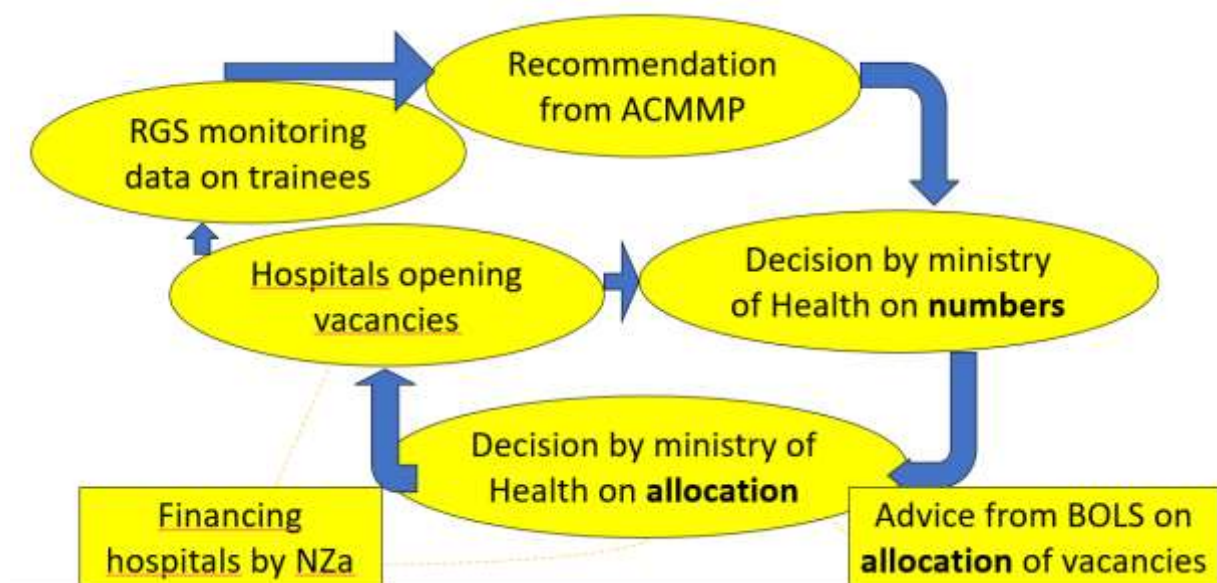 Recommendation
from ACMMP
RGS monitoring
data on trainees
Hospitals opening
vacancies
Decision by ministry
of Health on numbers
Decision by ministry of
Health on allocation
Financing
hospitals by NZa
Advice from BOLS on
allocation of vacancies